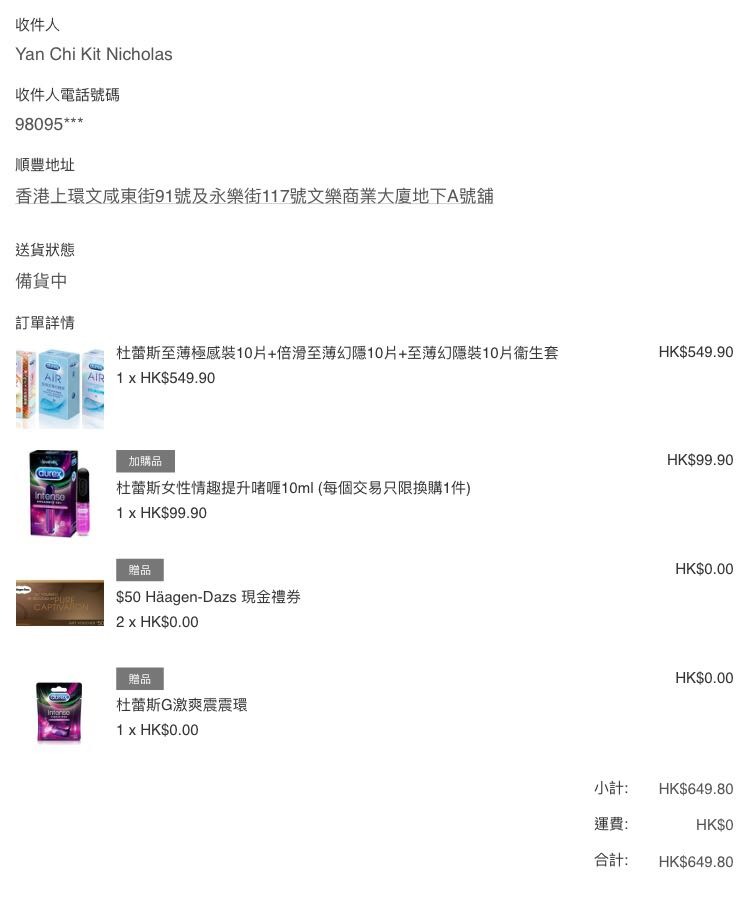 收件人
Yan Chi Kit Nicholas
收件人電話號碼
98095***
順豐地址
香港上環文咸東街91號及永樂街117號文樂商業大廈地下A號舖
送貨狀態
備貨中
訂單詳情
杜蕾斯至薄極感裝10片+倍滑至薄幻隱10片+至薄幻隱裝10片衞生套
HK$549.90
1 x HK$549.90
durex
AIR
AIR
加購品
HK$99.90
杜蕾斯女性情趣提升啫喱10ml (每個交易只限換購1件)
1 x HK$99.90
durex
intense
贈品
HK$0.00
$50 Häagen-Dazs 現金禮券
2 x HK$0.00
PURE
CAPTIVATION
贈品
HK$0.00
杜蕾斯G激爽震震環
1 x HK$0.00
durex
intense
小計:
HK$649.80
運費:
HK$0
合計:
HK$649.80